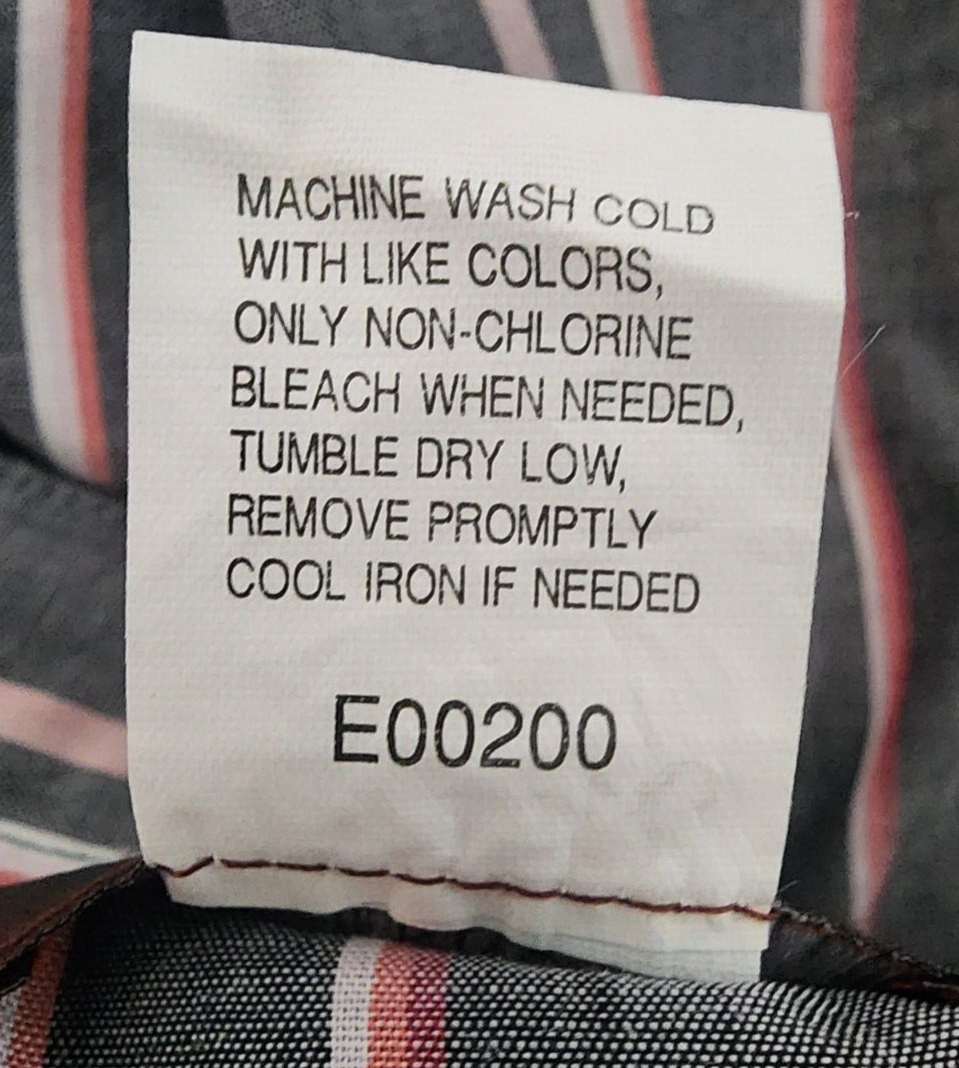 MACHINE WASH COLD
WITH LIKE COLORS,
ONLY NON-CHLORINE
BLEACH WHEN NEEDED,
TUMBLE DRY LOW,
REMOVE PROMPTLY
COOL IRON IF NEEDED
E00200